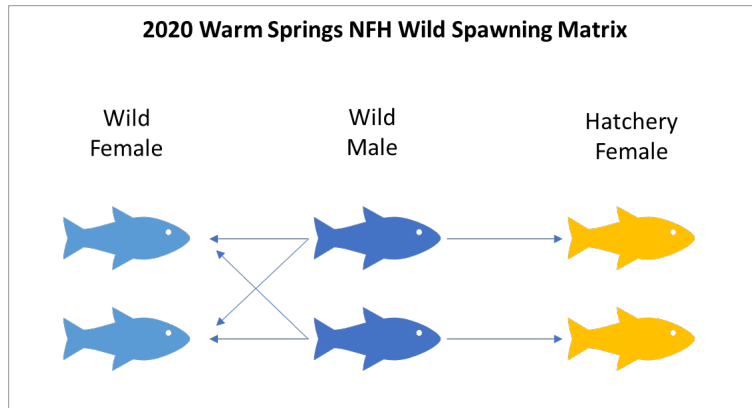 2020 Warm Springs NFH Wild Spawning Matrix
Wild
Female
Wild
Male
Hatchery
Female